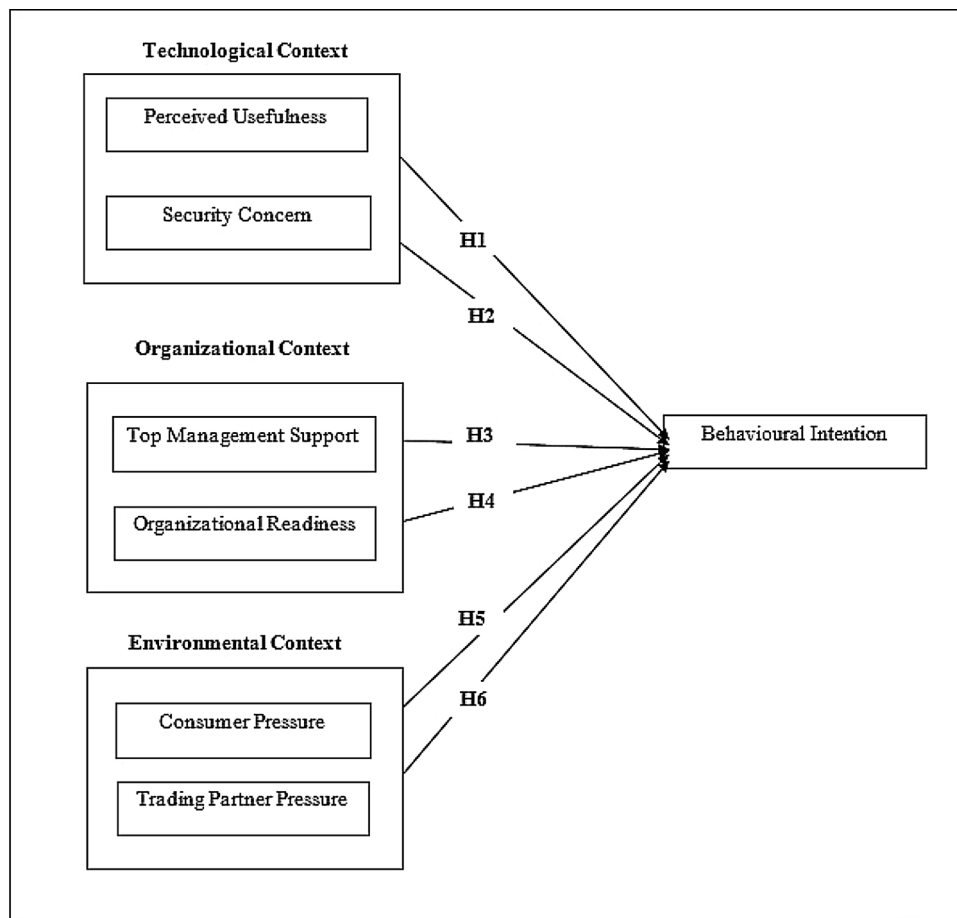 Technological Context
Perceived Usefulness
Security Concern
H1
H2
Organizational Context
Top Management Support
H3
Behavioural Intention
Organizational Readiness
H4
Environmental Context
H5
Consumer Pressure
H6
Trading Partner Pressure